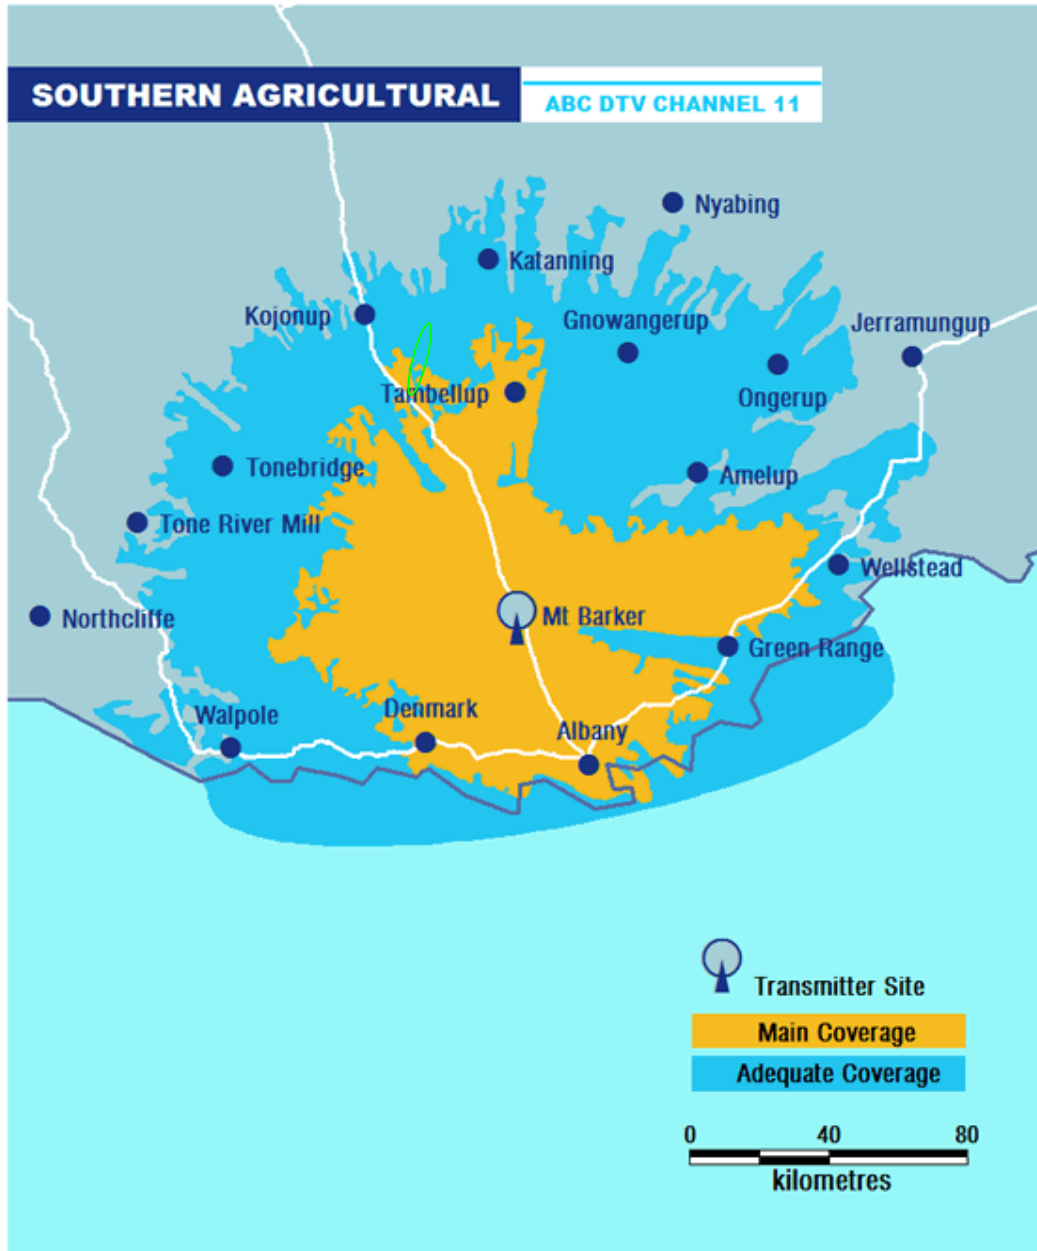 SOUTHERN AGRICULTURAL
ABC DTV CHANNEL 11
Nyabing
Katanning
Kojonup
Gnowangerup
Jerramungup
Tambellup
Ongerup
Tonebridge
Amelup
Tone River Mill
Wellstead
Northcliffe
Mt Barker
Green Range
Walpole
Denmark
Albany
Transmitter Site
Main Coverage
Adequate Coverage
0 40 80
kilometres